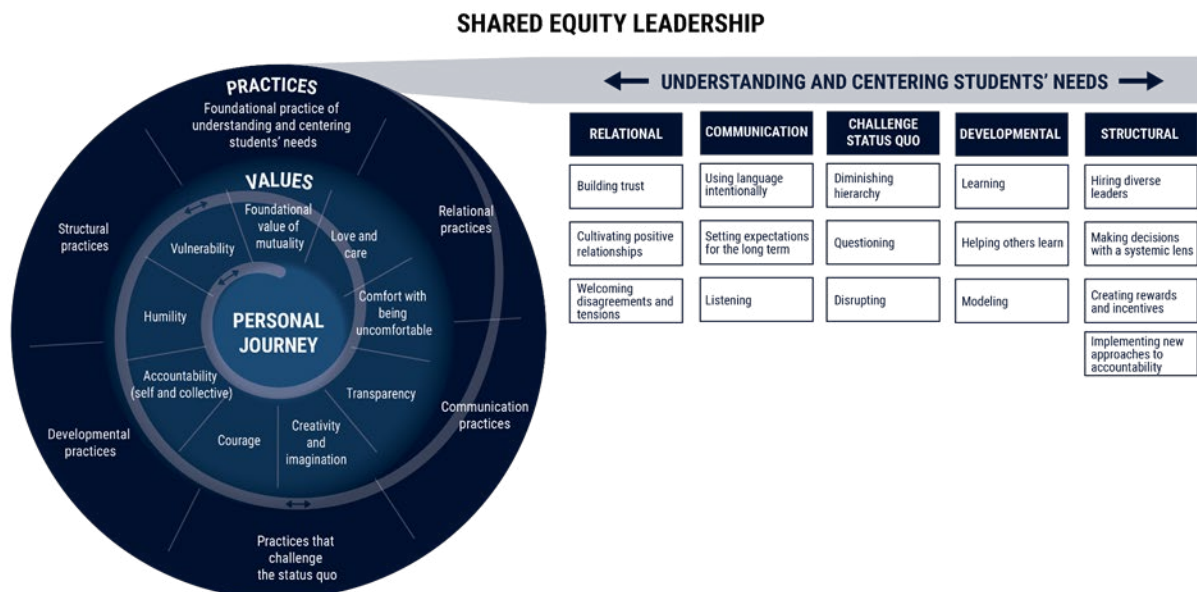 SHARED EQUITY LEADERSHIP
PRACTICES
Foundational practice of
understanding and centering
students' needs
VALUES
Foundational
value of
mutuality
Love and
care
Comfort with
being
uncomfortable
Transparency
Creativity
and
imagination
Courage
Accountability
(self and collective)
Humility
Vulnerability
PERSONAL
JOURNEY
Relational
practices
Communication
practices
Practices that
challenge
the status quo
Developmental
practices
Structural
practices
UNDERSTANDING AND CENTERING STUDENTS' NEEDS
RELATIONAL
Building trust
Cultivating positive
relationships
Welcoming
disagreements and
tensions
COMMUNICATION
Using language
intentionally
Setting expectations
for the long term
Listening
CHALLENGE
STATUS QUO
Diminishing
hierarchy
Questioning
Disrupting
DEVELOPMENTAL
Learning
Helping others learn
Modeling
STRUCTURAL
Hiring diverse
leaders
Making decisions
with a systemic lens
Creating rewards
and incentives
Implementing new
approaches to
accountability